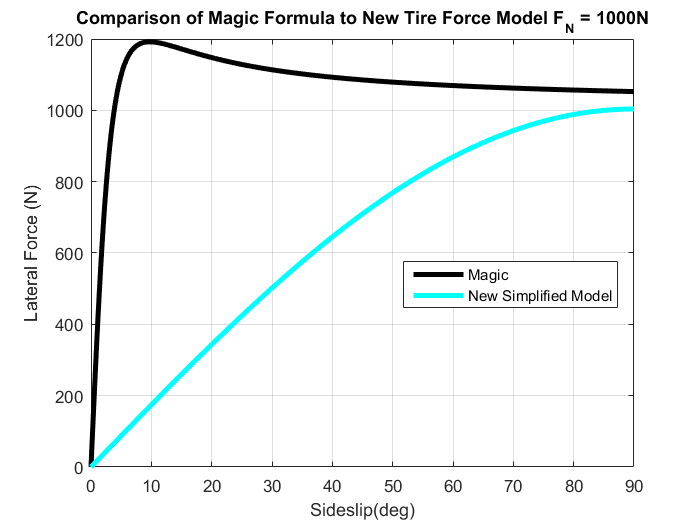 Comparison of Magic Formula to New Tire Force Model F_N = 1000N
1200
1000
800
600
400
200
0
Lateral Force (N)
Magic
New Simplified Model
0 10 20 30 40 50 60 70 80 90
Sideslip(deg)